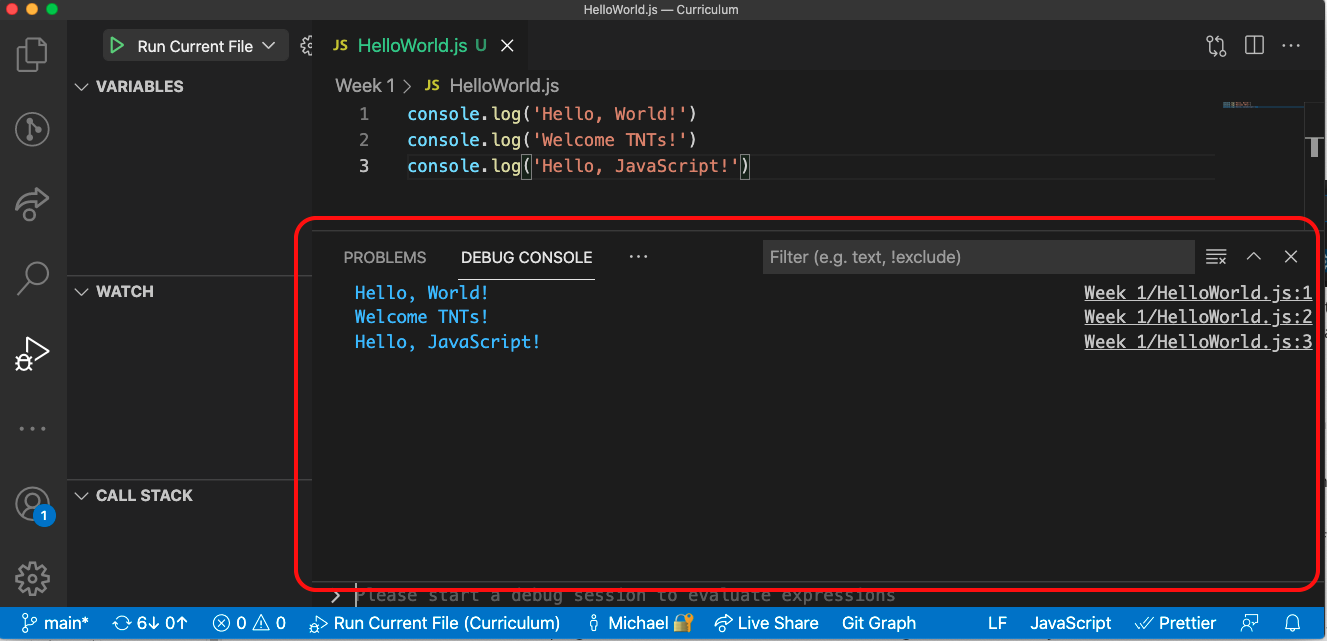 HelloWorld.js — Curriculum
Run Current File
JS HelloWorld.js U
VARIABLES
Week 1 > JS HelloWorld.js
1 console.log('Hello, World!')
2 console.log('Welcome TNTs!')
3 console.log('Hello, JavaScript!')
PROBLEMS DEBUG CONSOLE ··· Filter (e.g. text, !exclude)
WATCH
Hello, World! Week 1/HelloWorld.js:1
Welcome TNTs! Week 1/HelloWorld.js:2
Hello, JavaScript! Week 1/HelloWorld.js:3
CALL STACK
1
Please start a debug session to evaluate expressions
main* 6↓ 0↑ 0 0 Run Current File (Curriculum) Michael Live Share Git Graph LF JavaScript Prettier